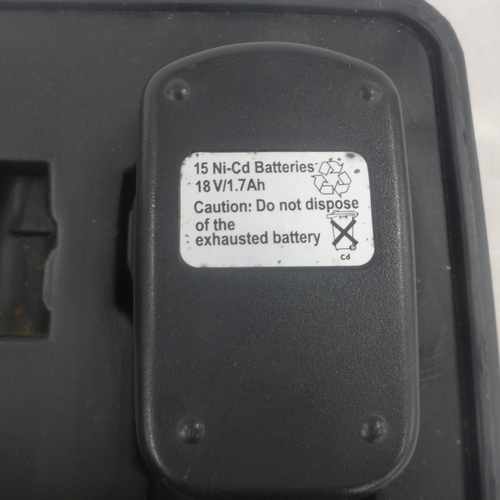 15 Ni-Cd Batteries
18 V/1.7Ah
Caution: Do not dispose
of the
exhausted battery
Cd